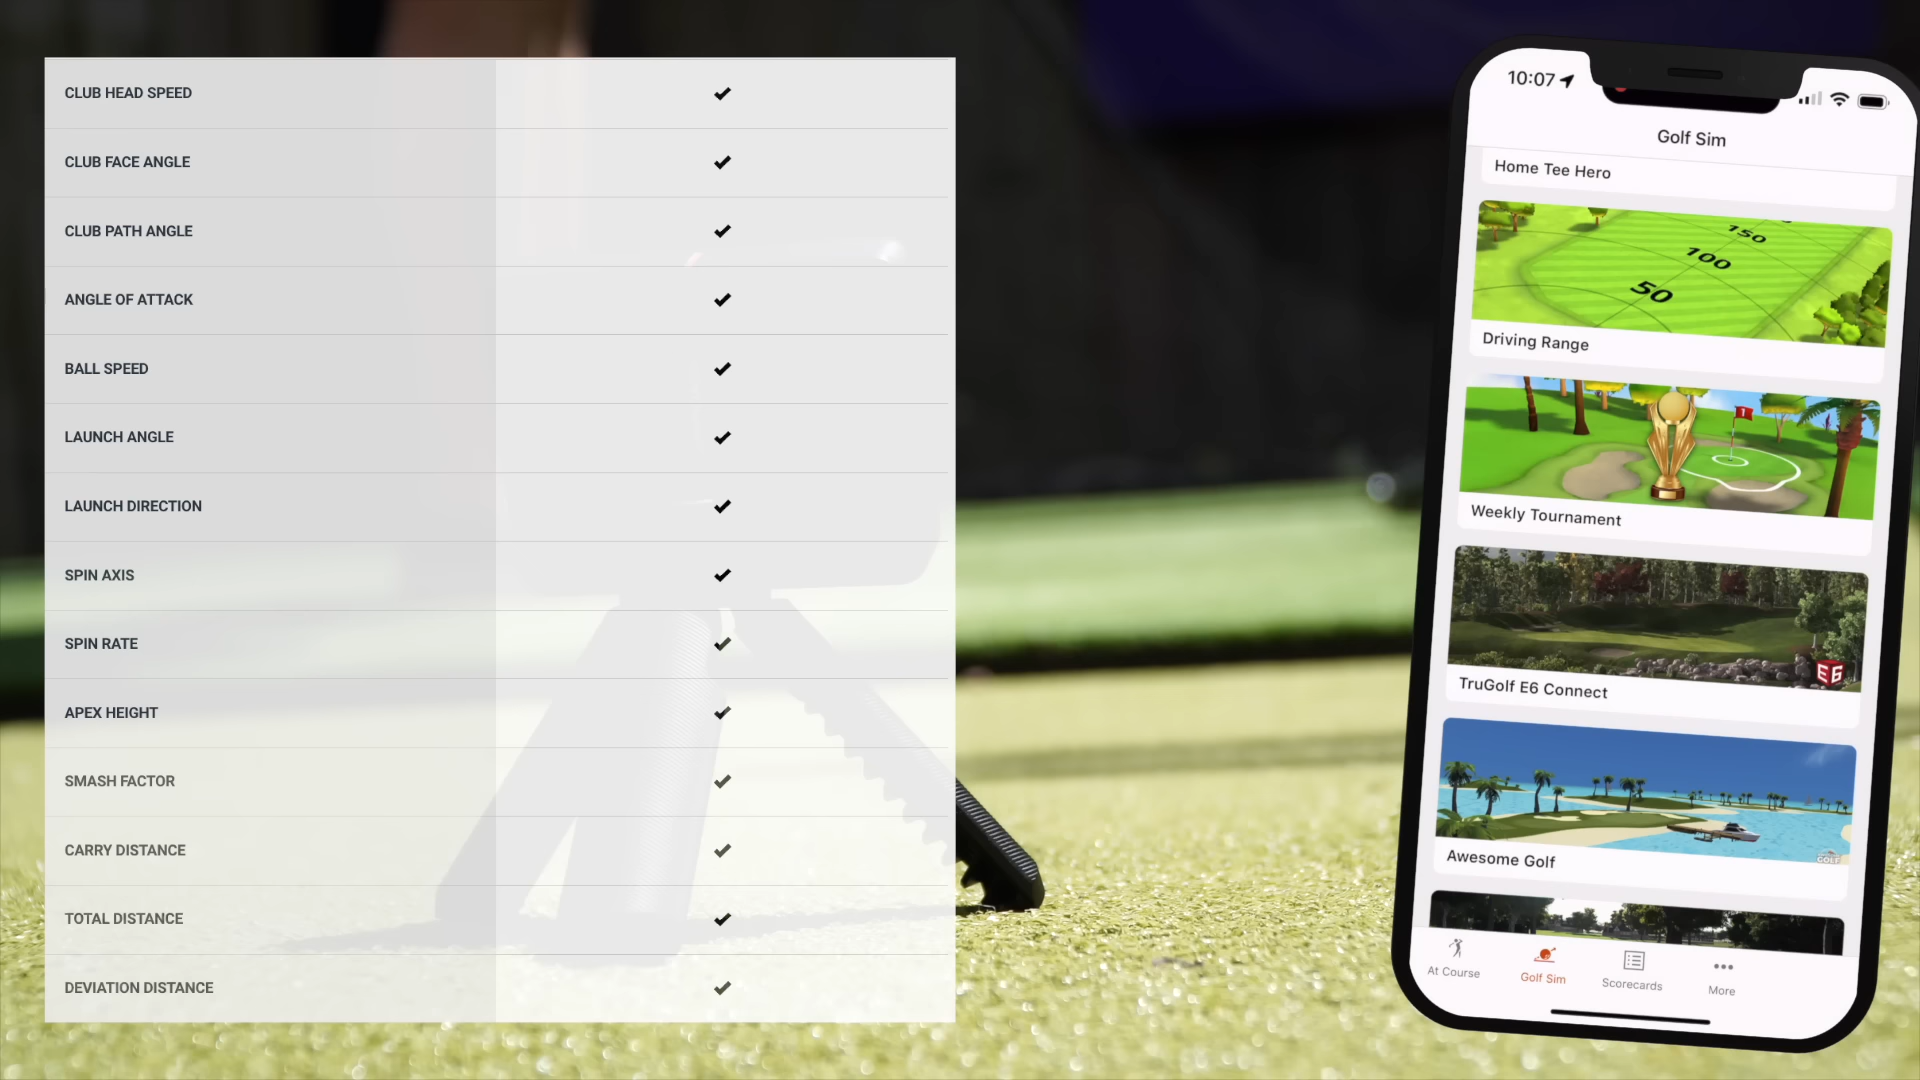 CLUB HEAD SPEED
CLUB FACE ANGLE
CLUB PATH ANGLE
ANGLE OF ATTACK
BALL SPEED
LAUNCH ANGLE
LAUNCH DIRECTION
SPIN AXIS
SPIN RATE
APEX HEIGHT
SMASH FACTOR
CARRY DISTANCE
TOTAL DISTANCE
DEVIATION DISTANCE
10:07
Golf Sim
Home Tee Hero
150
100
50
Driving Range
1
Weekly Tournament
E6
TruGolf E6 Connect
GOLF
Awesome Golf
At Course
Golf Sim
Scorecards
More